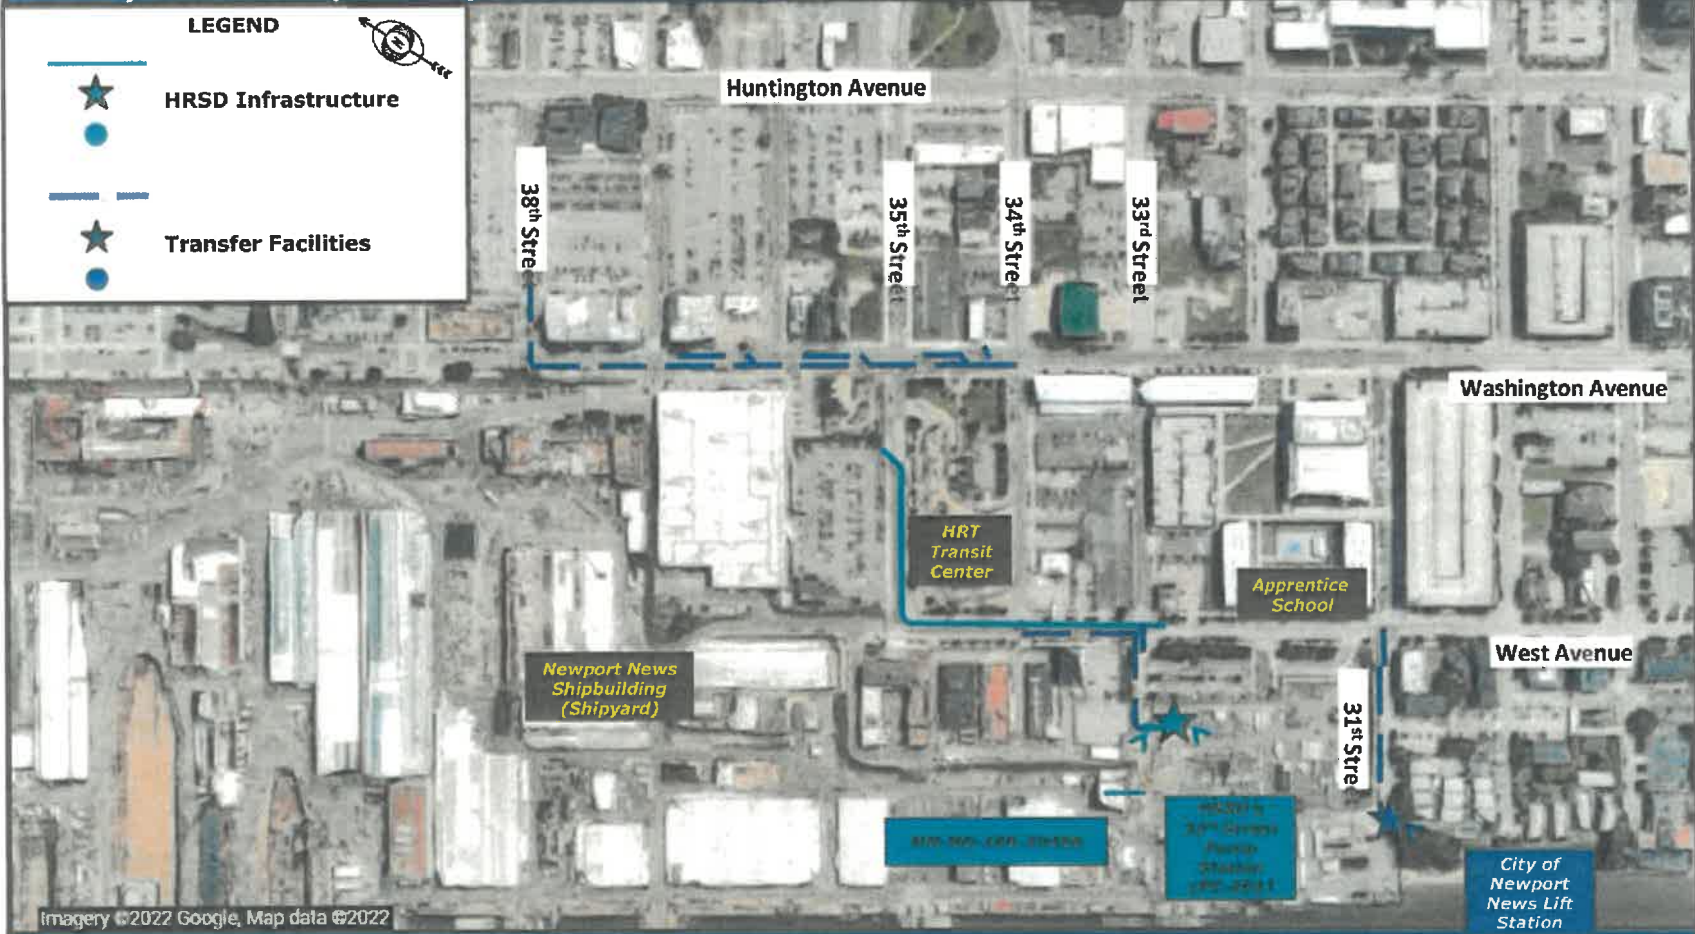 LEGEND
N
HRSD Infrastructure
Transfer Facilities
Huntington Avenue
38th Stre
35th Street
34th Street
33rd Street
Washington Avenue
HRT
Transit
Center
Apprentice
School
West Avenue
Newport News
Shipbuilding
(Shipyard)
31st Stre
Pump
Station
City of
Newport
News Lift
Station
Imagery ©2022 Google, Map data ©2022